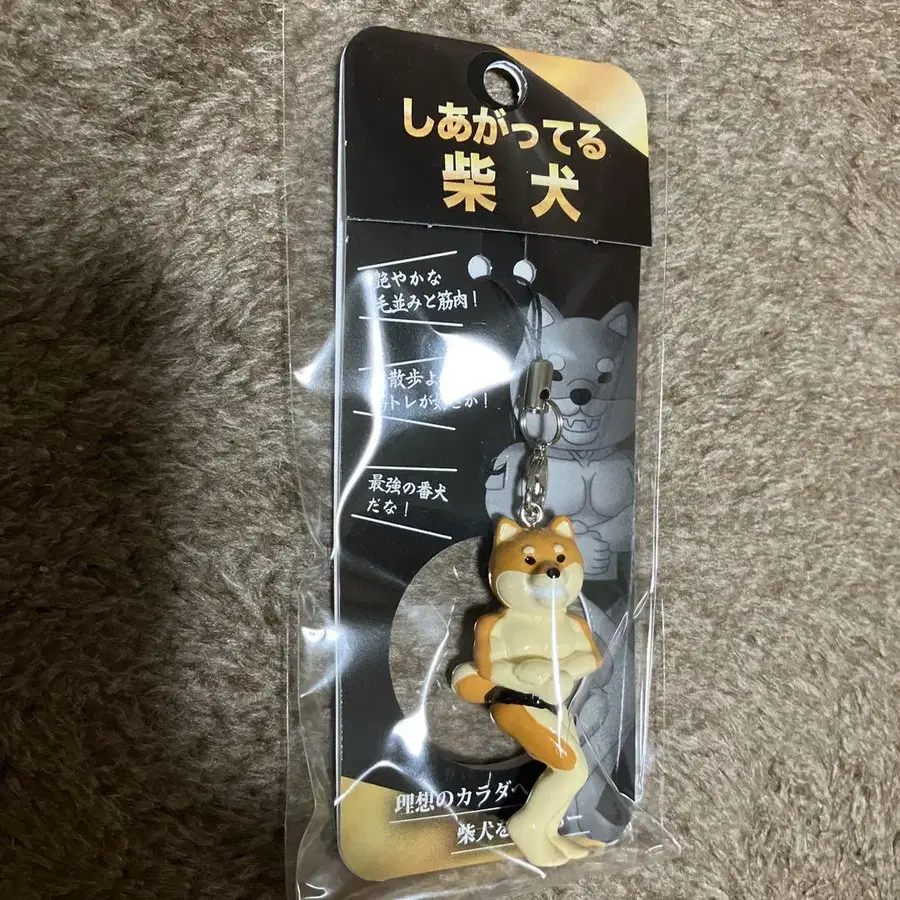 しあがってる
柴犬
艶やかな
毛並みと筋肉!
散歩よ
トレが
か!
最強の番犬
だな!
理想のカラダへ
柴犬を